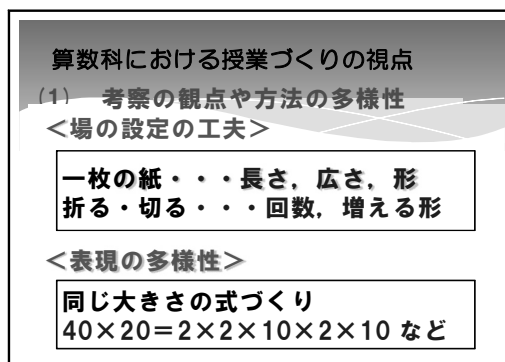 算数科における授業づくりの視点
(1) 考察の観点や方法の多様性
＜場の設定の工夫＞
一枚の紙・・・長さ，広さ，形
折る・切る・・・回数，増える形
＜表現の多様性＞
同じ大きさの式づくり
40×20＝2×2×10×2×10 など